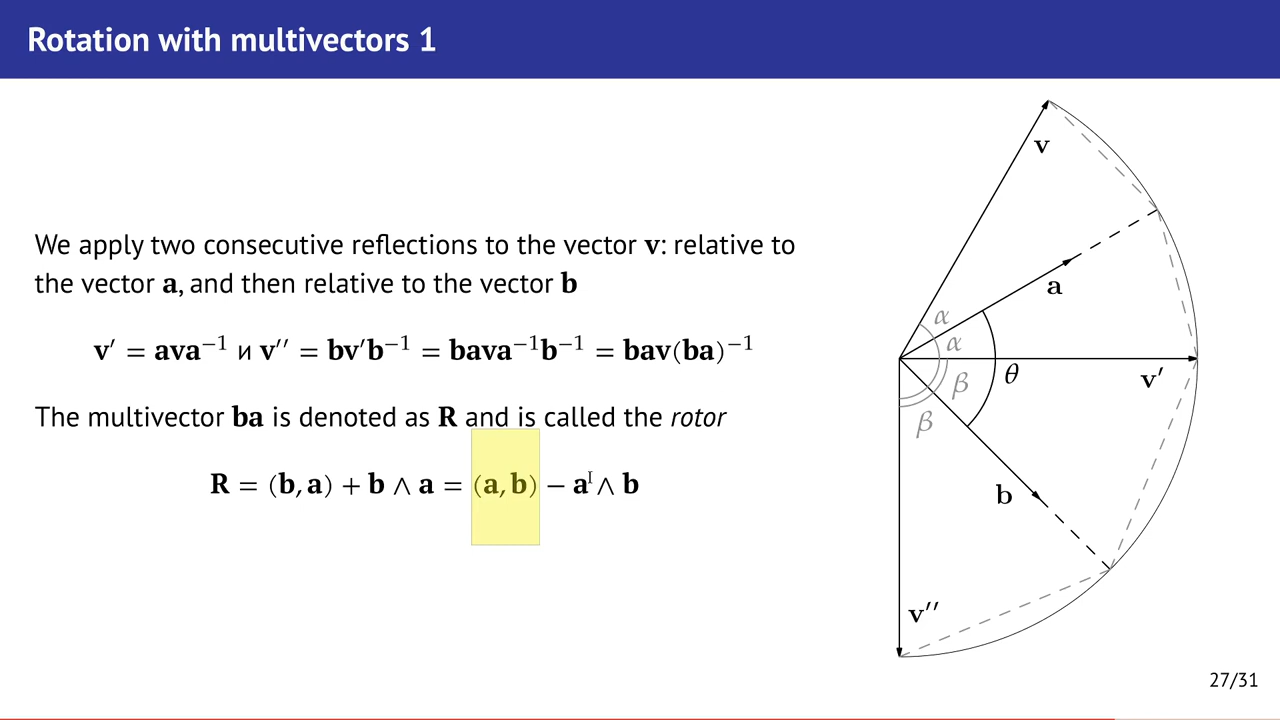 Rotation with multivectors 1
We apply two consecutive reflections to the vector v: relative to
the vector a, and then relative to the vector b
v′ = ava⁻¹ и v′′ = bv′b⁻¹ = bava⁻¹b⁻¹ = bav(ba)⁻¹
The multivector ba is denoted as R and is called the rotor
R = (b, a) + b ∧ a = (a, b) − a ∧ b
v
a
α
α
θ
v′
β
β
b
v′′
27/31